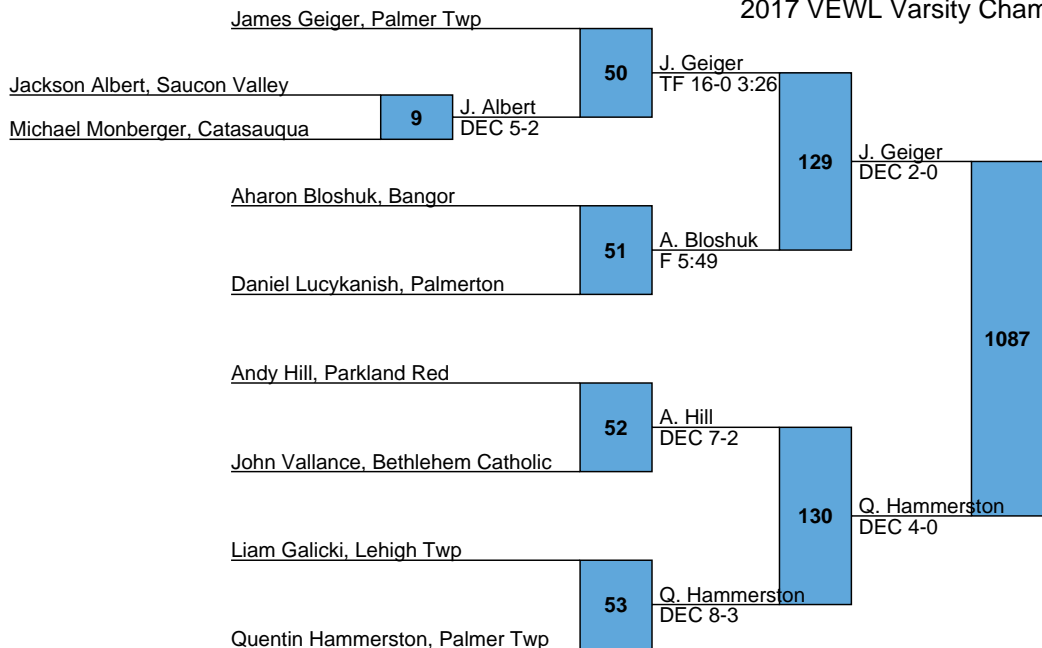 2017 VEWL Varsity Cham
James Geiger, Palmer Twp
50
J. Geiger
TF 16-0 3:26
Jackson Albert, Saucon Valley
9
J. Albert
DEC 5-2
Michael Monberger, Catasauqua
129
J. Geiger
DEC 2-0
Aharon Bloshuk, Bangor
51
A. Bloshuk
F 5:49
Daniel Lucykanish, Palmerton
1087
Andy Hill, Parkland Red
52
A. Hill
DEC 7-2
John Vallance, Bethlehem Catholic
130
Q. Hammerston
DEC 4-0
Liam Galicki, Lehigh Twp
53
Q. Hammerston
DEC 8-3
Quentin Hammerston, Palmer Twp